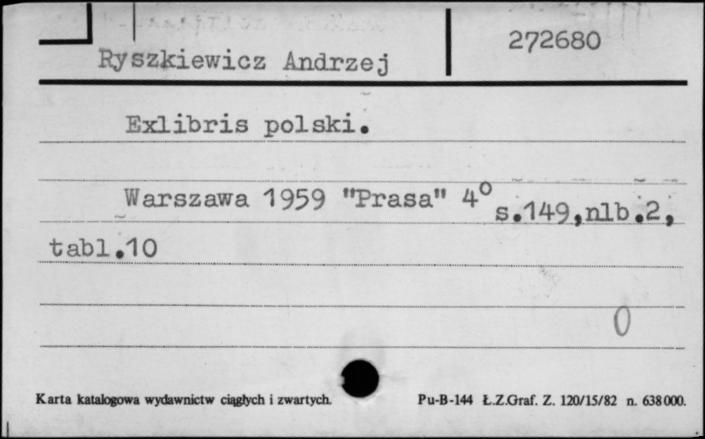 272680
Ryszkiewicz Andrzej
Exlibris polski.
Warszawa 1959 "Prasa" 4° s.149,nlb.2,
tabl.10
0
Karta katalogowa wydawnictw ciągłych i zwartych. Pu-B-144 Ł.Z.Graf. Z. 120/15/82 n. 638000.